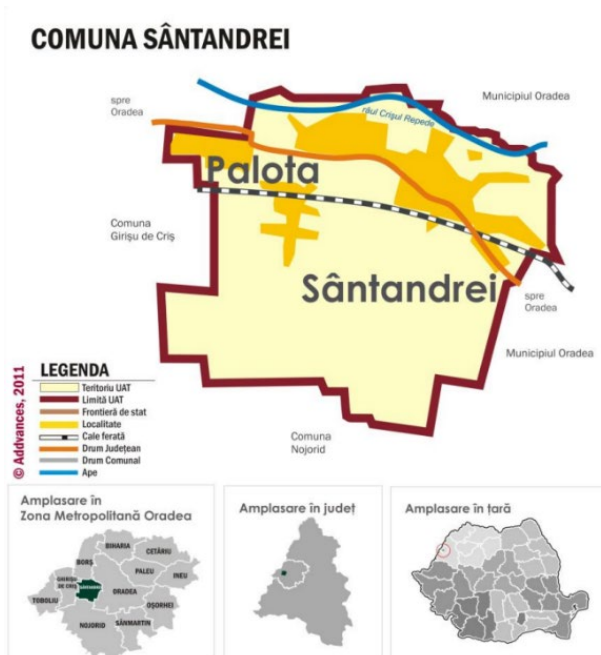 COMUNA SÂNTANDREI
Municipiul Oradea
spre
Oradea
râul Crișul Repede
Palota
Comuna
Girișu de Criș
Sântandrei
spre
Oradea
Municipiul Oradea
Comuna
Nojorid
© Addvances, 2011
LEGENDA
Teritoriu UAT
Limită UAT
Frontieră de stat
Localitate
Cale ferată
Drum Județean
Drum Comunal
Ape
Amplasare în
Zona Metropolitană Oradea
BIHARIA
CETĂRIU
BORȘ
PALEU
INEU
GHIRIȘU
DE CRIȘ
SÂNTANDREI
ORADEA
TOBOLIU
OȘORHEI
NOJORID
SÂNMARTIN
Amplasare în județ
Amplasare în țară